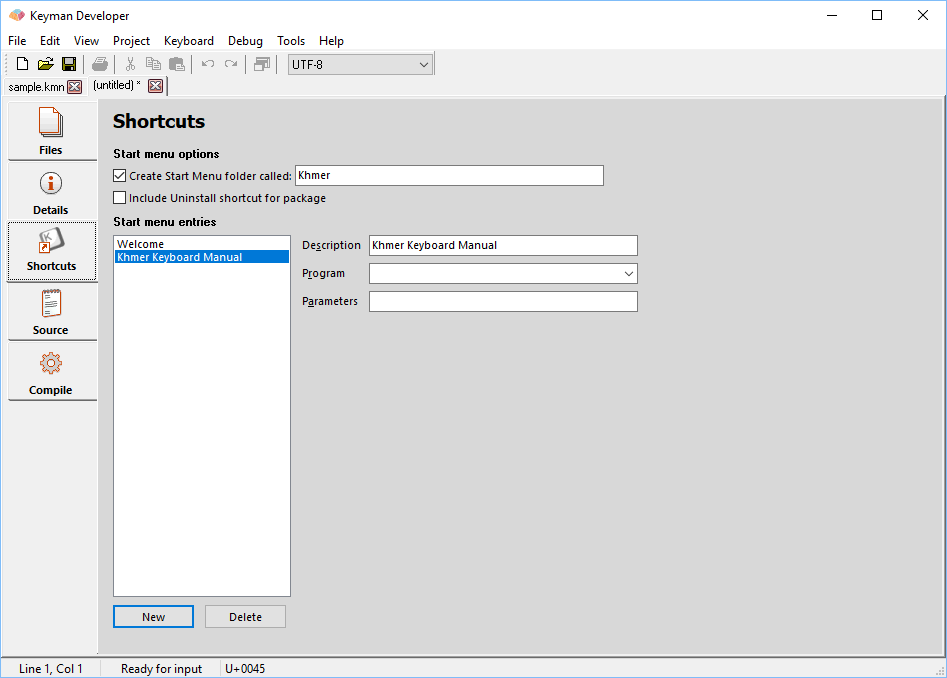 Keyman Developer
File Edit View Project Keyboard Debug Tools Help
UTF-8
sample.kmn (untitled) *
Files
Details
Shortcuts
Source
Compile
Shortcuts
Start menu options
Create Start Menu folder called: Khmer
Include Uninstall shortcut for package
Start menu entries
Welcome
Khmer Keyboard Manual
Description Khmer Keyboard Manual
Program
Parameters
New Delete
Line 1, Col 1 Ready for input U+0045